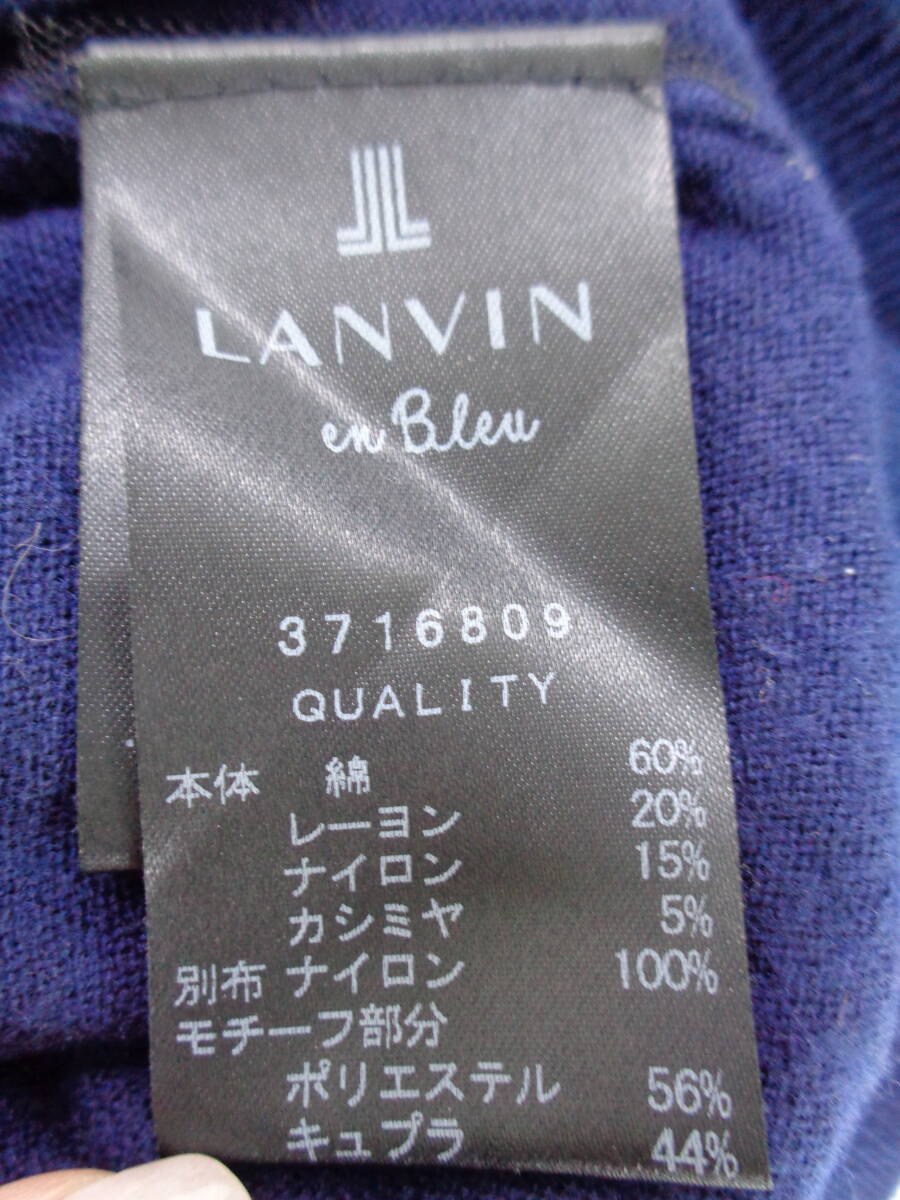 LANVIN
en Bleu
3716809
QUALITY
本体 綿 60%
レーヨン 20%
ナイロン 15%
カシミヤ 5%
別布 ナイロン 100%
モチーフ部分
ポリエステル 56%
キュプラ 44%